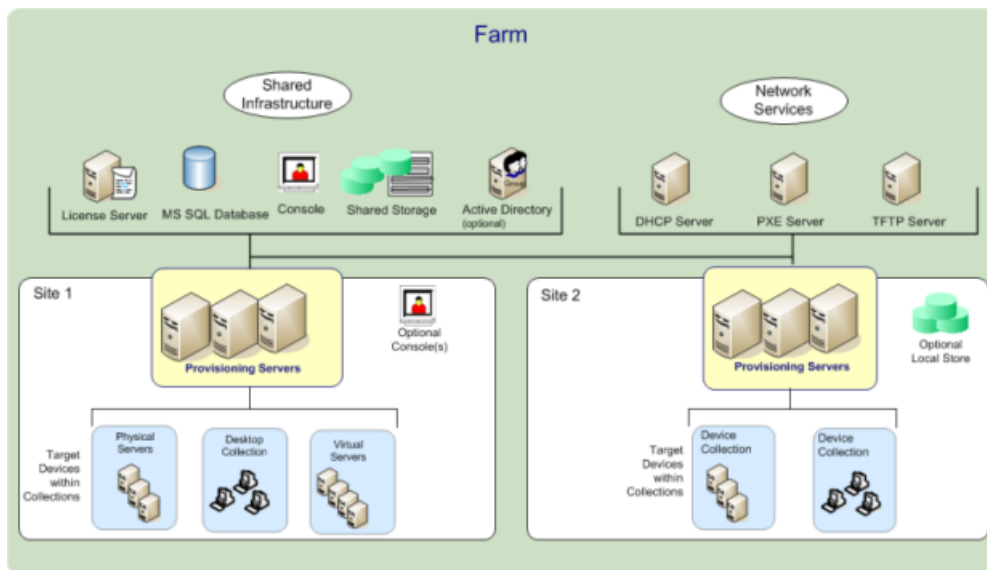 Farm
Shared
Infrastructure
Network
Services
License Server
MS SQL Database
Console
Shared Storage
Group
Active Directory
(optional)
DHCP Server
PXE Server
TFTP Server
Site 1
Provisioning Servers
Optional
Console(s)
Target
Devices
within
Collections
Physical
Servers
Desktop
Collection
Virtual
Servers
Site 2
Provisioning Servers
Optional
Local Store
Target
Devices
within
Collections
Device
Collection
Device
Collection